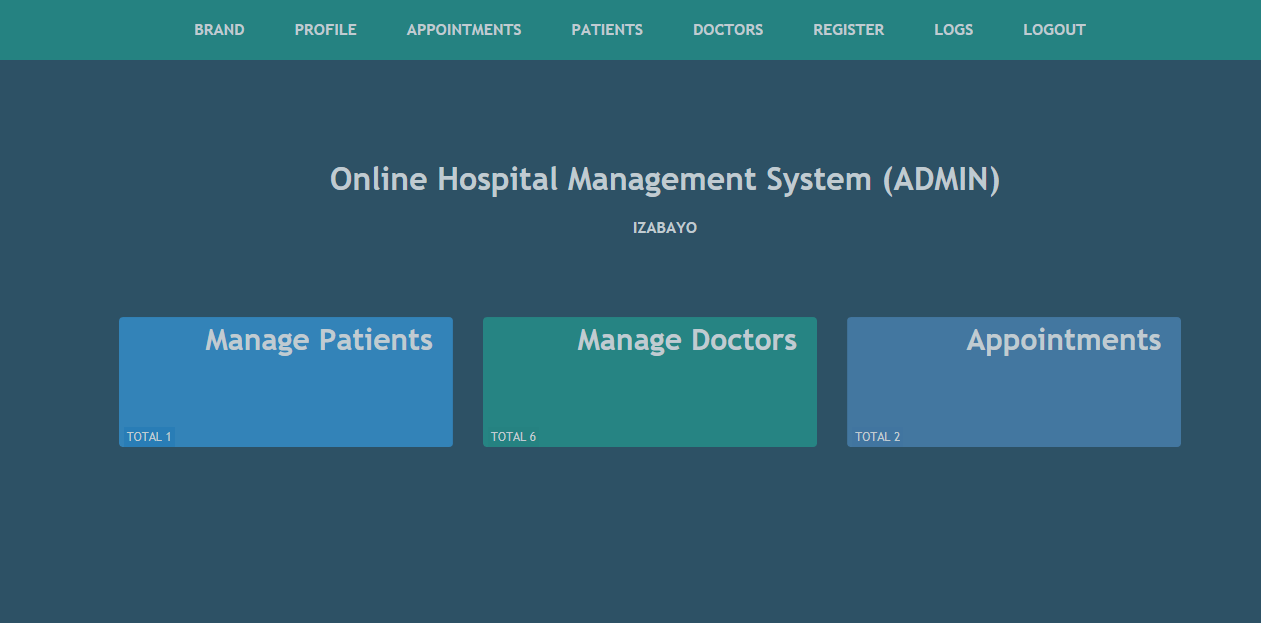 BRAND PROFILE APPOINTMENTS PATIENTS DOCTORS REGISTER LOGS LOGOUT
Online Hospital Management System (ADMIN)
IZABAYO
Manage Patients
TOTAL 1
Manage Doctors
TOTAL 6
Appointments
TOTAL 2